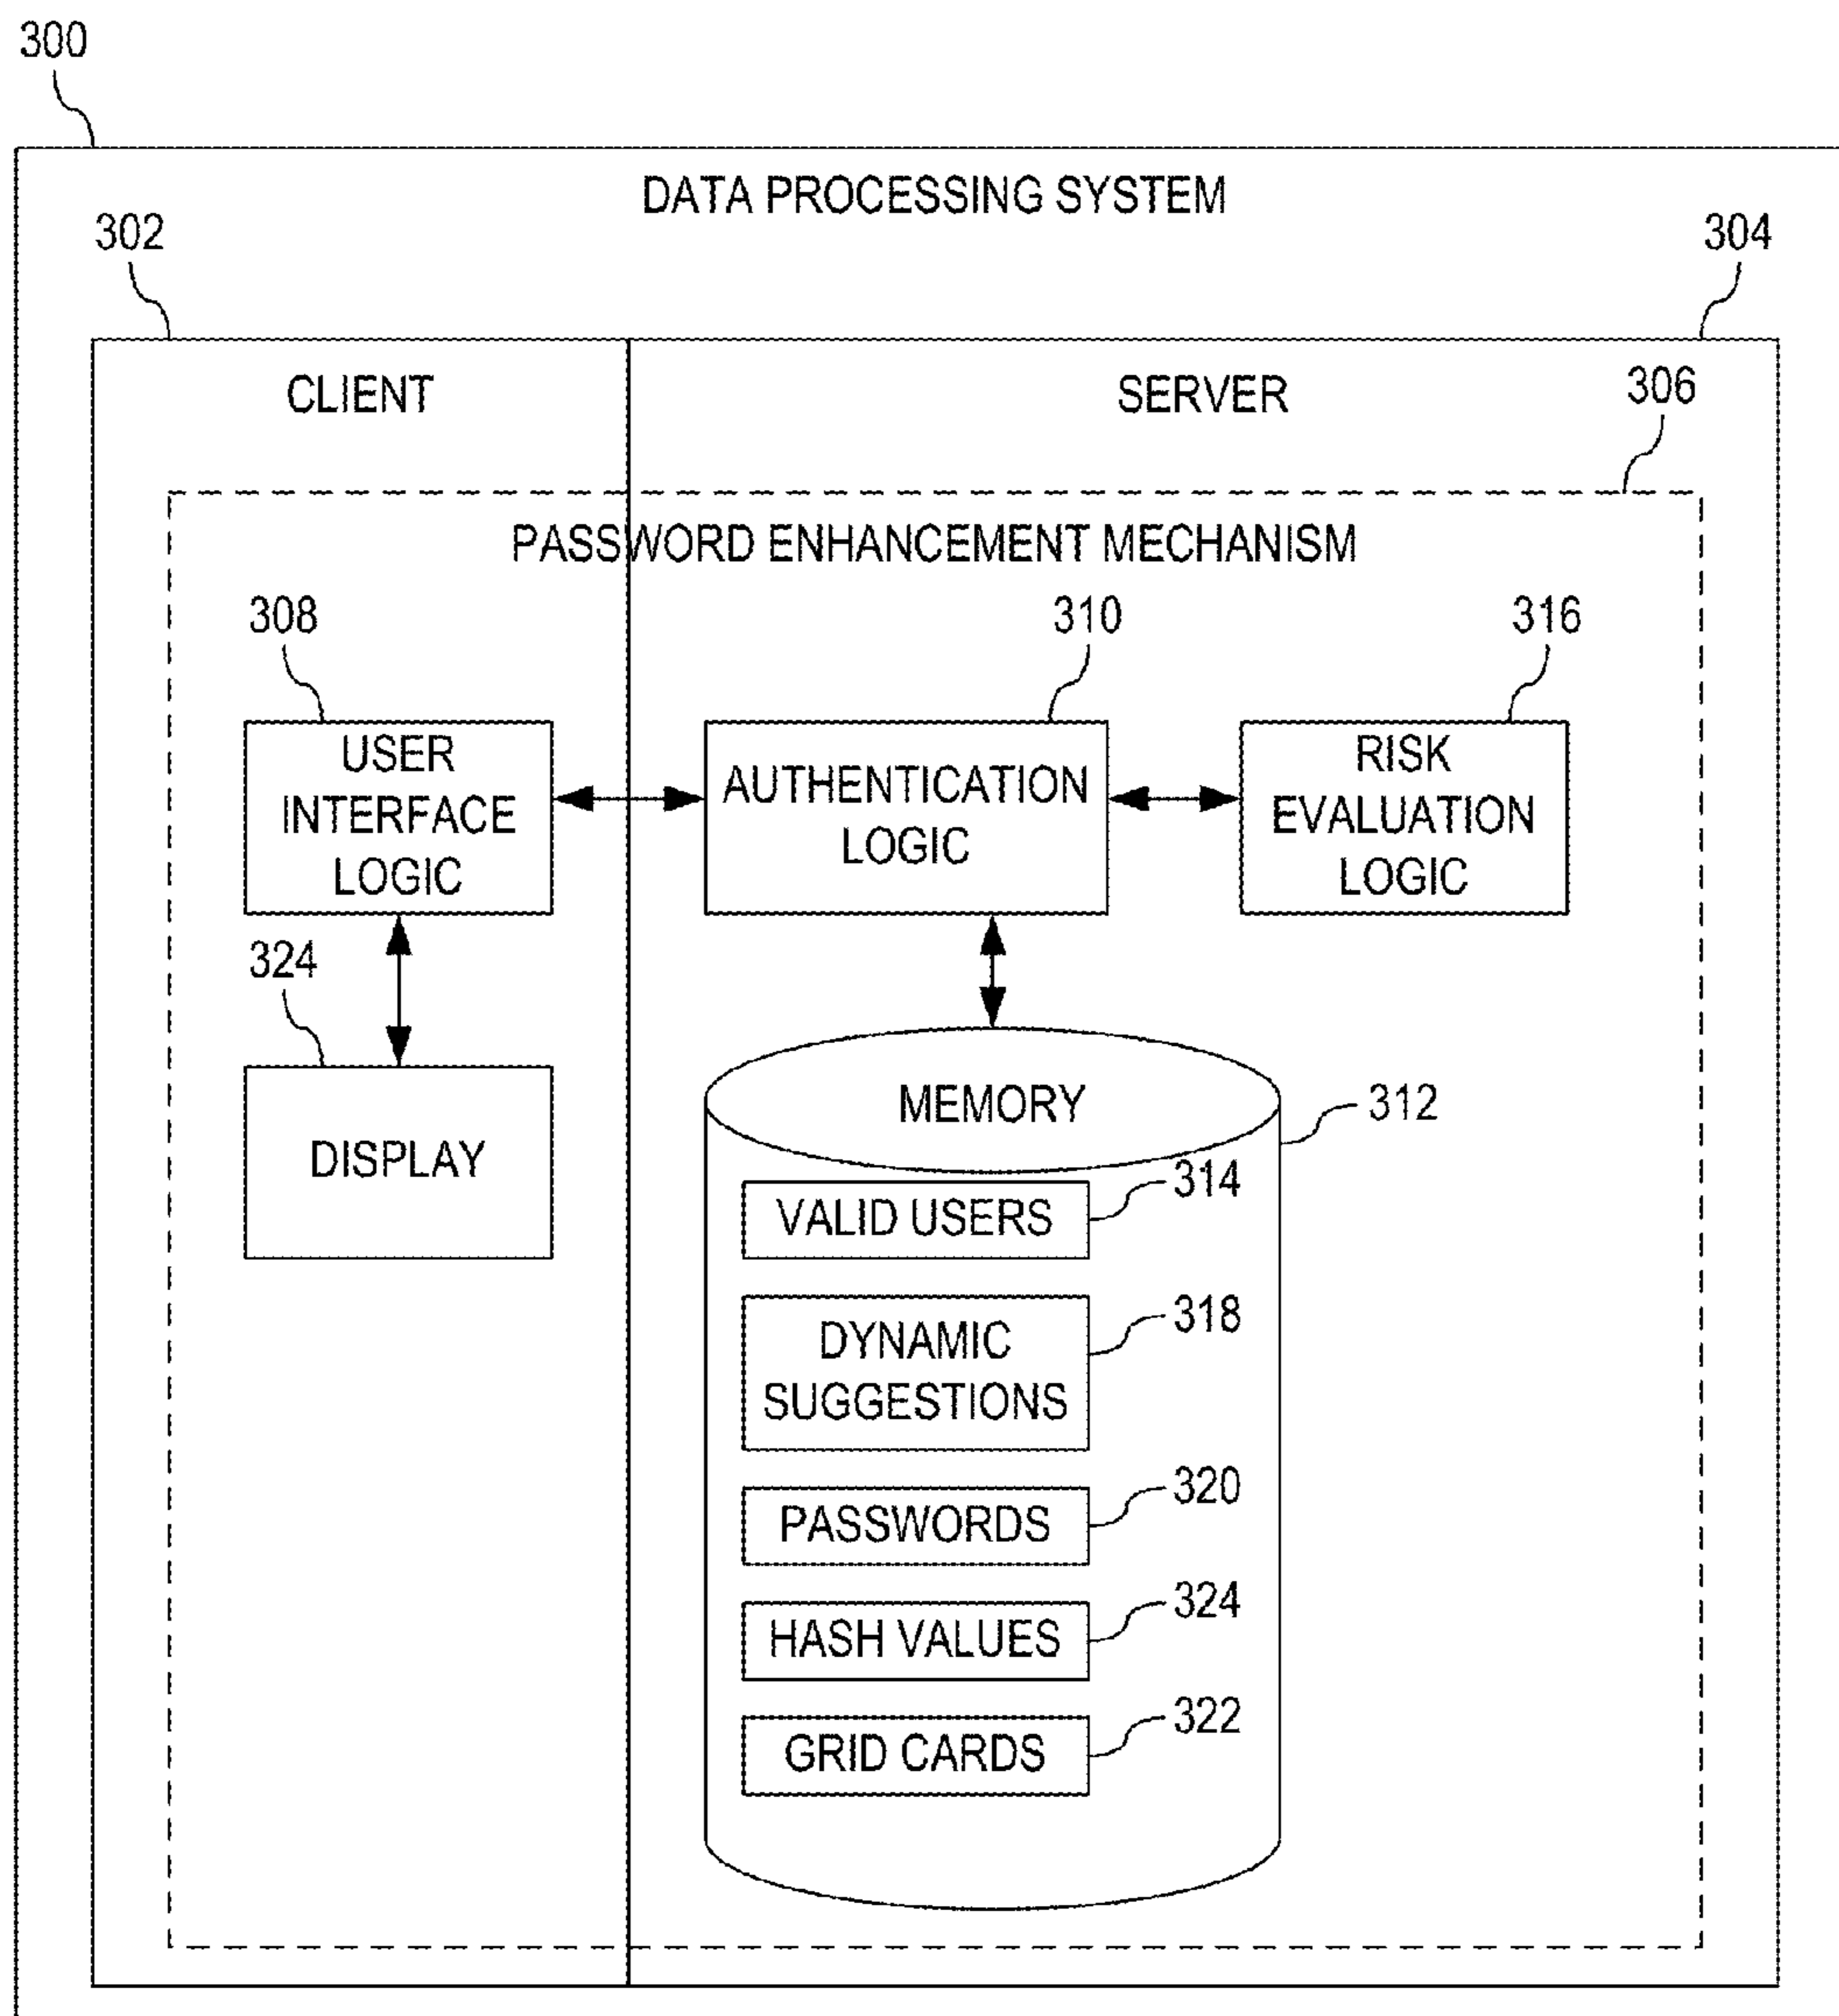 300
DATA PROCESSING SYSTEM
302
304
CLIENT
SERVER
306
PASSWORD ENHANCEMENT MECHANISM
308
310
316
USER
INTERFACE
LOGIC
AUTHENTICATION
LOGIC
RISK
EVALUATION
LOGIC
324
DISPLAY
MEMORY
312
VALID USERS
314
DYNAMIC
SUGGESTIONS
318
PASSWORDS
320
HASH VALUES
324
GRID CARDS
322